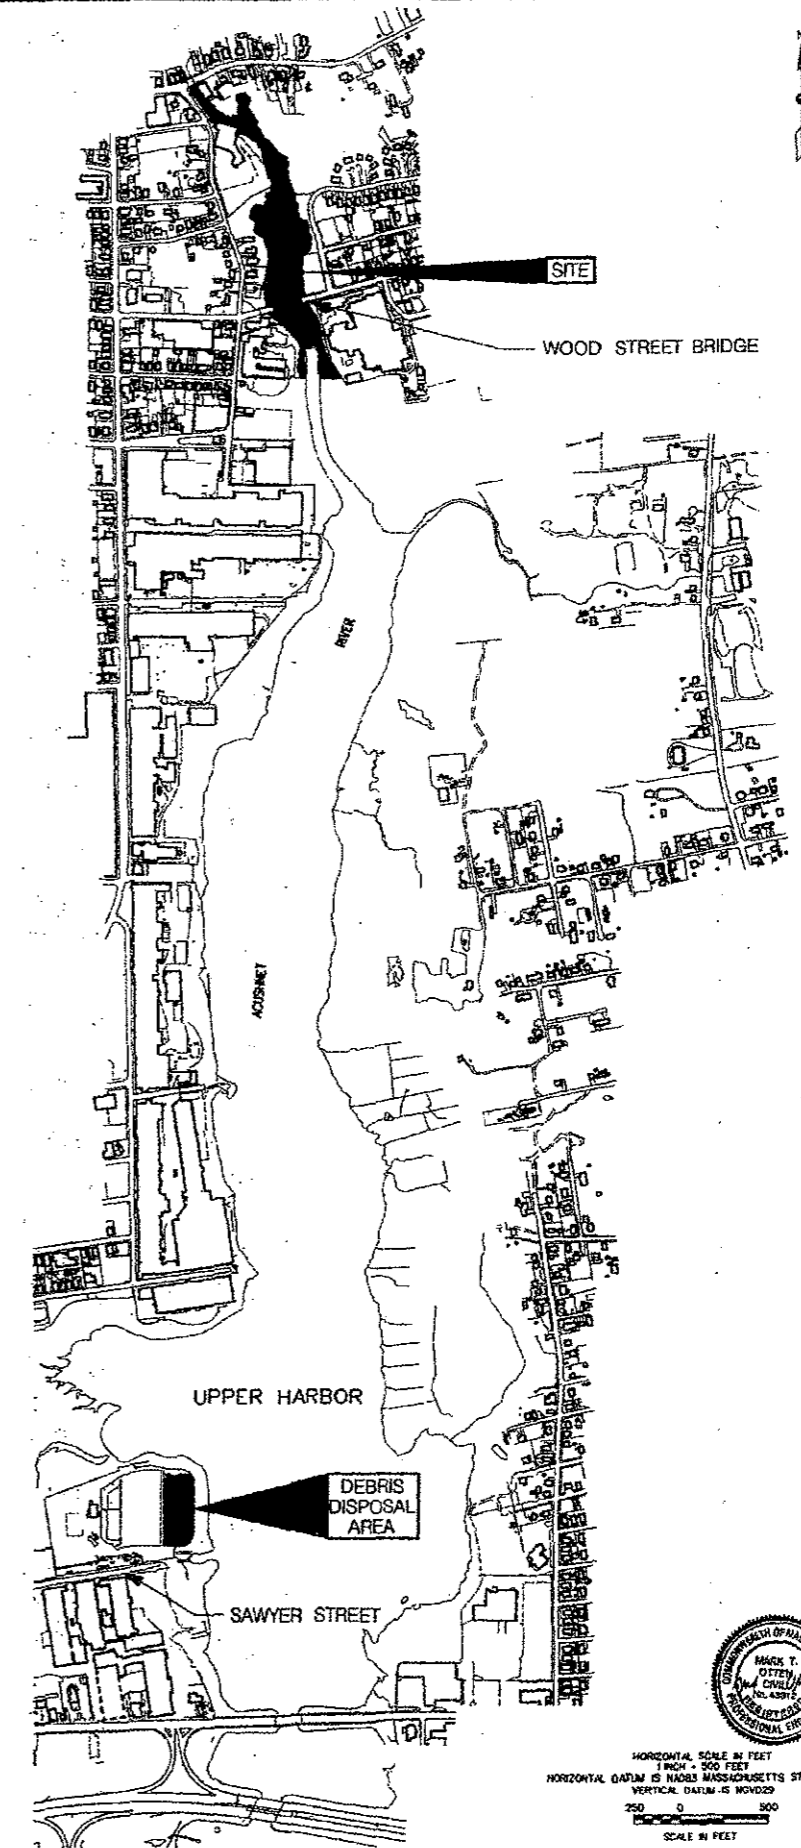 SITE
WOOD STREET BRIDGE
RIVER
ACUSHNET
UPPER HARBOR
DEBRIS
DISPOSAL
AREA
SAWYER STREET
MARK T.
OTTEN
CIVIL
HORIZONTAL SCALE IN FEET
1 INCH = 500 FEET
HORIZONTAL DATUM IS NAD83 MASSACHUSETTS ST
VERTICAL DATUM IS NGVD29
250 0 500
SCALE IN FEET